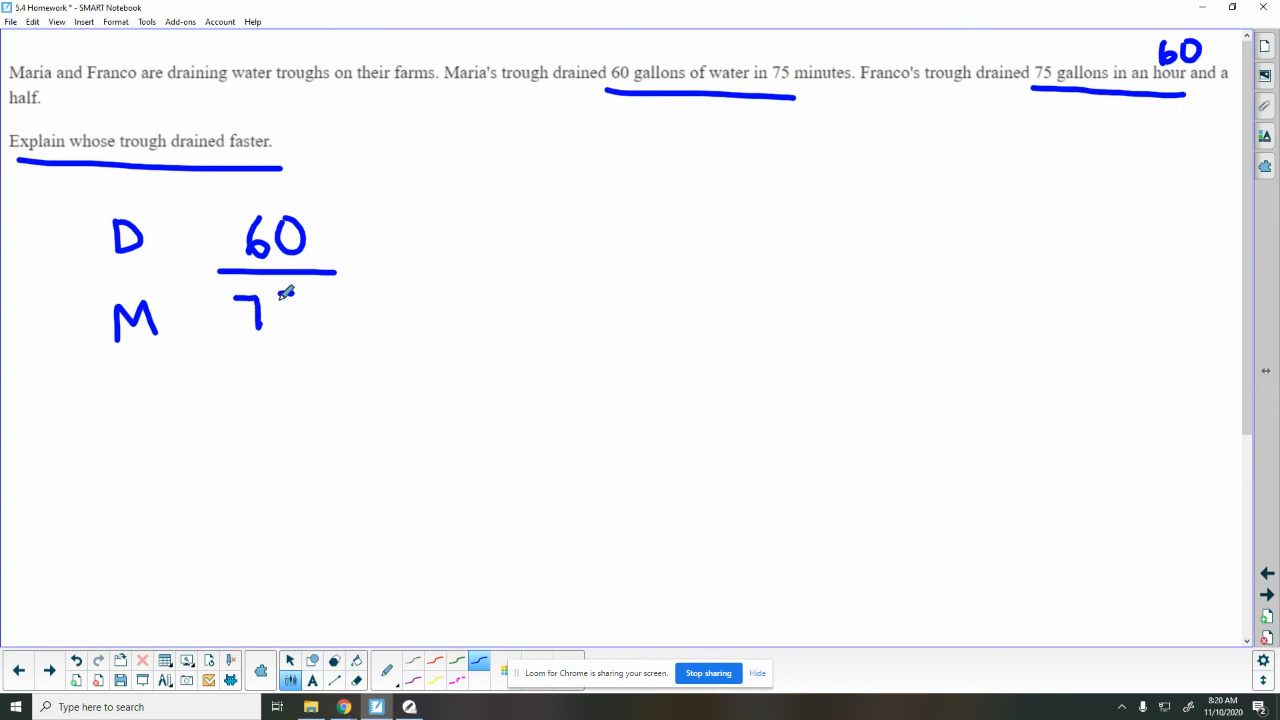 5.4 Homework * - SMART Notebook
File Edit View Insert Format Tools Add-ons Account Help
60
Maria and Franco are draining water troughs on their farms. Maria's trough drained 60 gallons of water in 75 minutes. Franco's trough drained 75 gallons in an hour and a
half.
Explain whose trough drained faster.
D 60
M 7
Loom for Chrome is sharing your screen. Stop sharing Hide
Type here to search
8:20 AM
11/10/2020
2